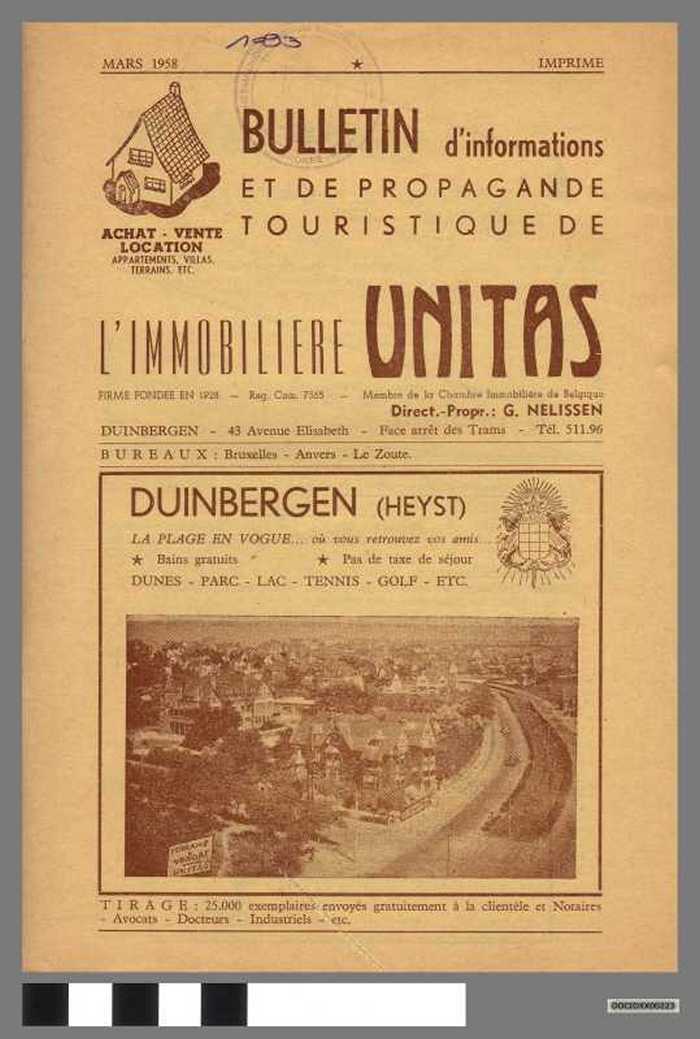 MARS 1958 ★ IMPRIME
BULLETIN d'informations
ET DE PROPAGANDE
TOURISTIQUE DE
ACHAT - VENTE
LOCATION
APPARTEMENTS, VILLAS,
TERRAINS, ETC.
L'IMMOBILIERE UNITAS
FIRME FONDEE EN 1928 — Reg. Com. 7365 — Membre de la Chambre Immobilière de Belgique
Direct.-Propr.: G. NELISSEN
DUINBERGEN - 43 Avenue Elisabeth - Face arrêt des Trams - Tél. 511.96
BUREAUX : Bruxelles - Anvers - Le Zoute.
DUINBERGEN (HEYST)
LA PLAGE EN VOGUE... où vous retrouvez vos amis
★ Bains gratuits ★ Pas de taxe de séjour
DUNES - PARC - LAC - TENNIS - GOLF - ETC.
TERRAINS
A VENDRE
UNITAS
TIRAGE : 25.000 exemplaires envoyés gratuitement à la clientèle et Notaires
- Avocats - Docteurs - Industriels - etc.